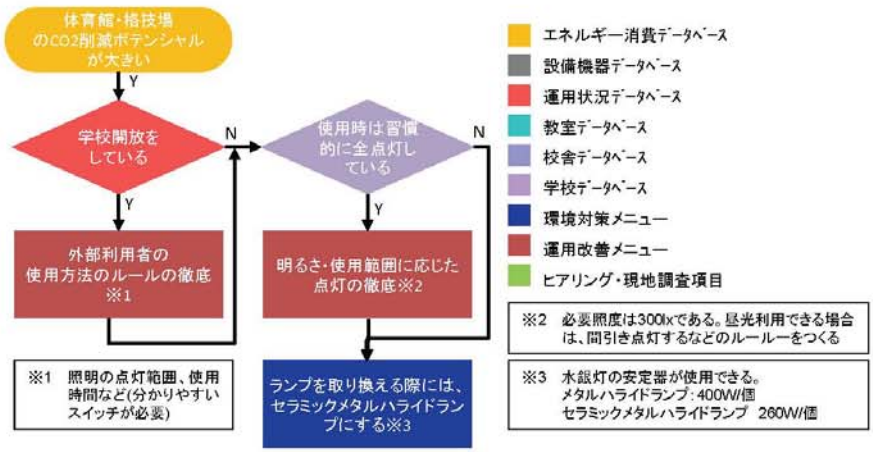 体育館・格技場
のCO2削減ポテンシャル
が大きい
Y
学校開放を
している
N
Y
外部利用者の
使用方法のルールの徹底
※1
※1 照明の点灯範囲、使用
時間など(分かりやすい
スイッチが必要)
使用時は習慣
的に全点灯し
ている
N
Y
明るさ・使用範囲に応じた
点灯の徹底※2
ランプを取り換える際には、
セラミックメタルハライドラン
プにする※3
エネルギー消費データベース
設備機器データベース
運用状況データベース
教室データベース
校舎データベース
学校データベース
環境対策メニュー
運用改善メニュー
ヒアリング・現地調査項目
※2 必要照度は300lxである。昼光利用できる場合
は、間引き点灯するなどのルールーをつくる
※3 水銀灯の安定器が使用できる。
メタルハライドランプ:400W/個
セラミックメタルハライドランプ 260W/個